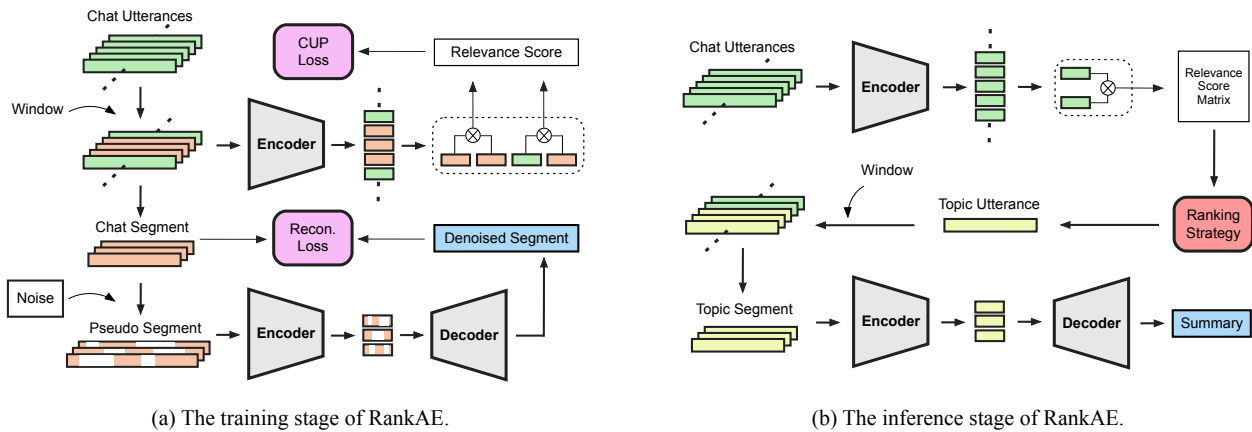 Chat Utterances
CUP
Loss
Relevance Score
Window
Encoder
Chat Segment
Recon.
Loss
Denoised Segment
Noise
Pseudo Segment
Encoder
Decoder
(a) The training stage of RankAE.
Chat Utterances
Encoder
Relevance
Score
Matrix
Window
Topic Utterance
Ranking
Strategy
Topic Segment
Encoder
Decoder
Summary
(b) The inference stage of RankAE.